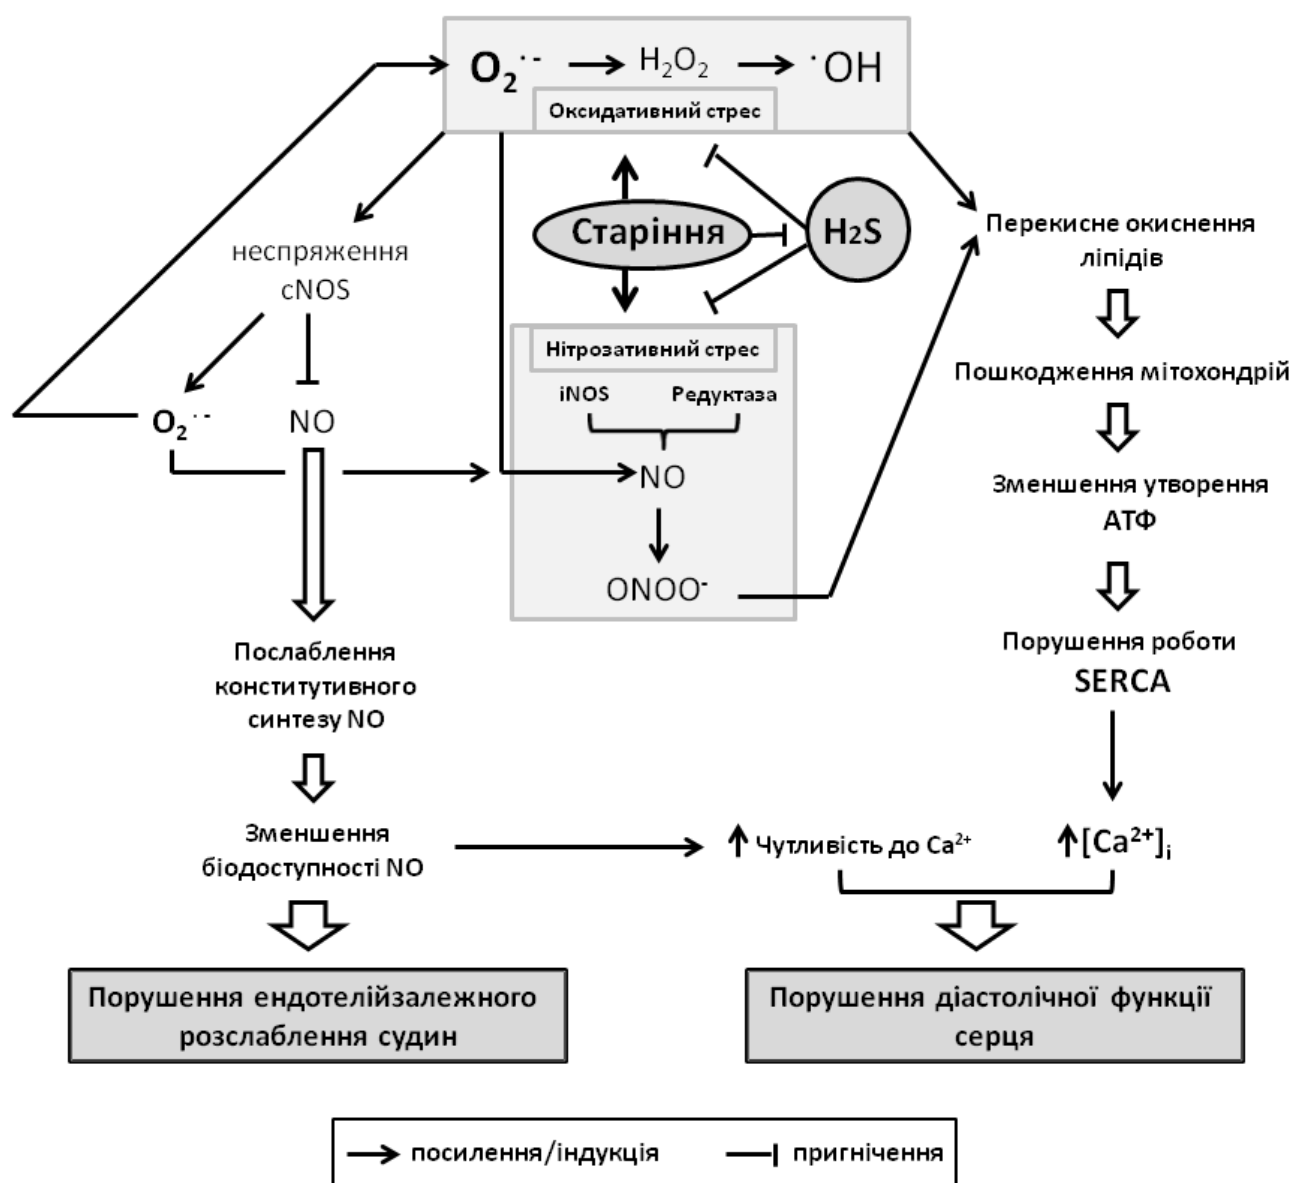 O₂·⁻ → H₂O₂ → ·OH
Оксидативний стрес
Старіння
H₂S
неспряження
cNOS
Перекисне окиснення
ліпідів
Нітрозативний стрес
iNOS Редуктаза
Пошкодження мітохондрій
O₂·⁻ NO
NO
Зменшення утворення
АТФ
ONOO⁻
Послаблення
конститутивного
синтезу NO
Порушення роботи
SERCA
Зменшення
біодоступності NO
↑ Чутливість до Ca²⁺
↑[Ca²⁺]ᵢ
Порушення ендотелійзалежного
розслаблення судин
Порушення діастолічної функції
серця
посилення/індукція
пригнічення